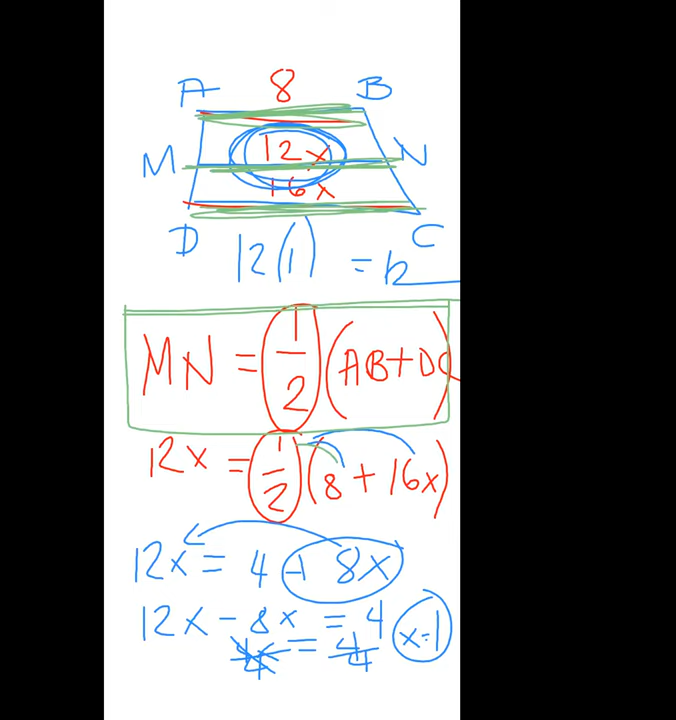 A 8 B
M 12x N
16x
D C
12(1) = 12
MN = 1/2 (AB+DC)
12x = 1/2 (8 + 16x)
12x = 4 + 8x
12x - 8x = 4
4x/4 = 4/4 x=1